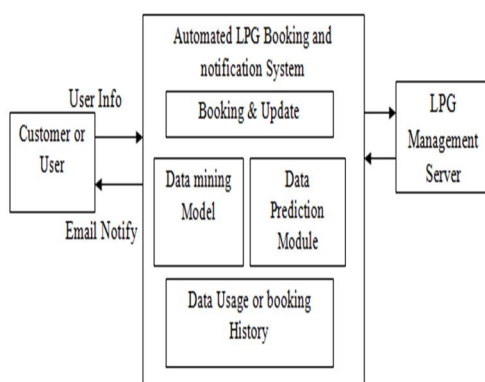 Automated LPG Booking and
notification System
User Info
Booking & Update
LPG
Management
Server
Customer or
User
Data mining
Model
Data
Prediction
Module
Email Notify
Data Usage or booking
History